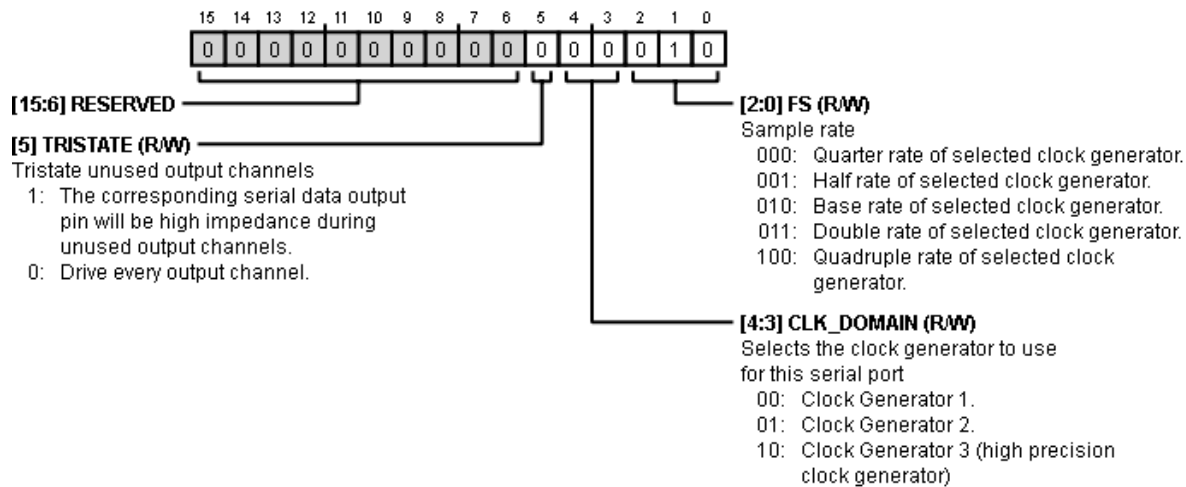 15 14 13 12 11 10 9 8 7 6 5 4 3 2 1 0
0 0 0 0 0 0 0 0 0 0 0 0 0 0 1 0
[15:6] RESERVED
[5] TRISTATE (R/W)
Tristate unused output channels
1: The corresponding serial data output
pin will be high impedance during
unused output channels.
0: Drive every output channel.
[2:0] FS (R/W)
Sample rate
000: Quarter rate of selected clock generator.
001: Half rate of selected clock generator.
010: Base rate of selected clock generator.
011: Double rate of selected clock generator.
100: Quadruple rate of selected clock
generator.
[4:3] CLK_DOMAIN (R/W)
Selects the clock generator to use
for this serial port
00: Clock Generator 1.
01: Clock Generator 2.
10: Clock Generator 3 (high precision
clock generator)